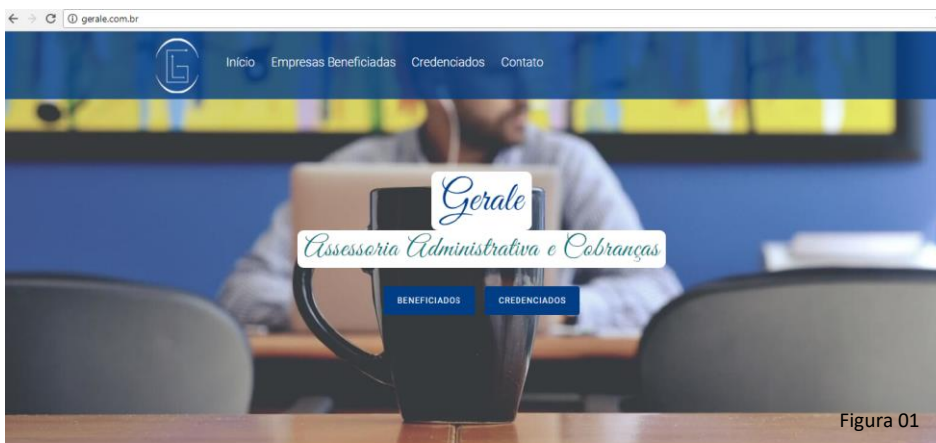 gerale.com.br
Início Empresas Beneficiadas Credenciados Contato
Gerale
Assessoria Administrativa e Cobranças
BENEFICIADOS CREDENCIADOS
Figura 01